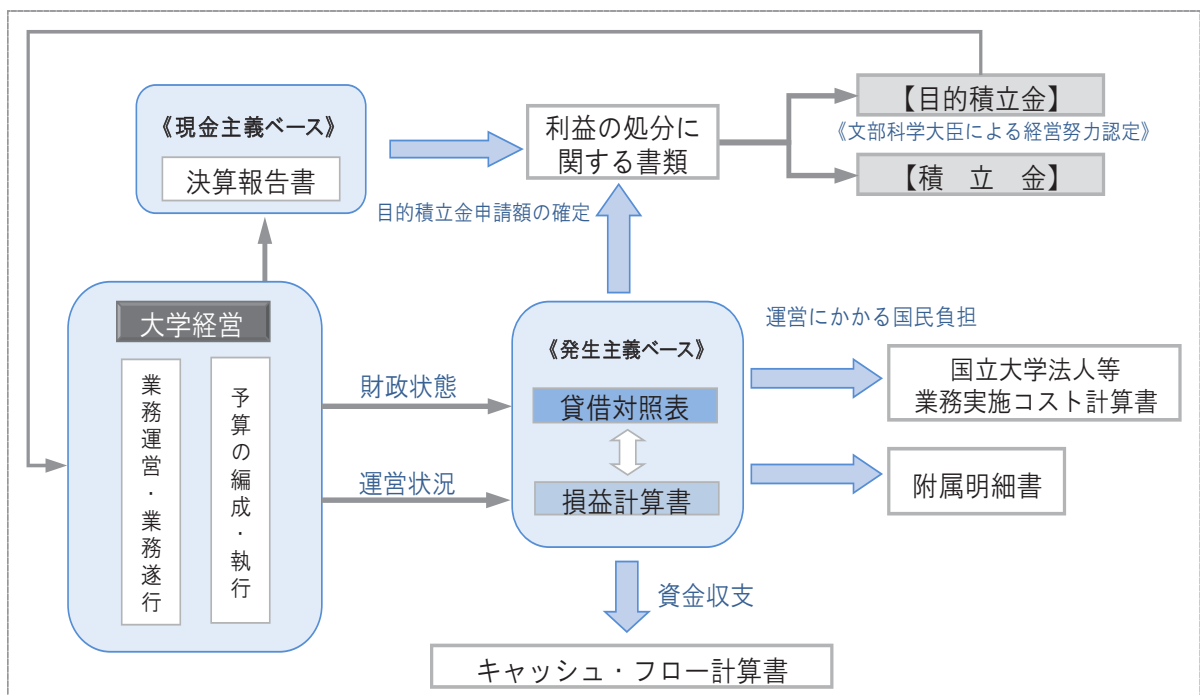 《現金主義ベース》
決算報告書
利益の処分に
関する書類
【目的積立金】
《文部科学大臣による経営努力認定》
【積　立　金】
目的積立金申請額の確定
大学経営
業務運営・業務遂行
予算の編成・執行
財政状態
運営状況
《発生主義ベース》
貸借対照表
損益計算書
運営にかかる国民負担
国立大学法人等
業務実施コスト計算書
附属明細書
資金収支
キャッシュ・フロー計算書